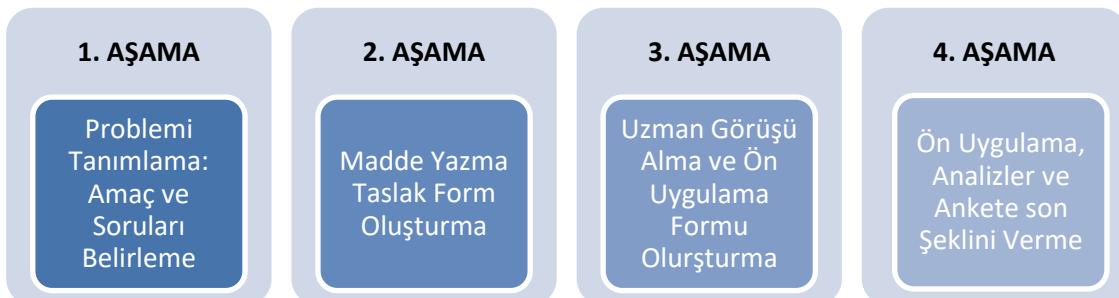 1. AŞAMA
Problemi
Tanımlama:
Amaç ve
Soruları
Belirleme
2. AŞAMA
Madde Yazma
Taslak Form
Oluşturma
3. AŞAMA
Uzman Görüşü
Alma ve Ön
Uygulama
Formu
Olurşturma
4. AŞAMA
Ön Uygulama,
Analizler ve
Ankete son
Şeklini Verme